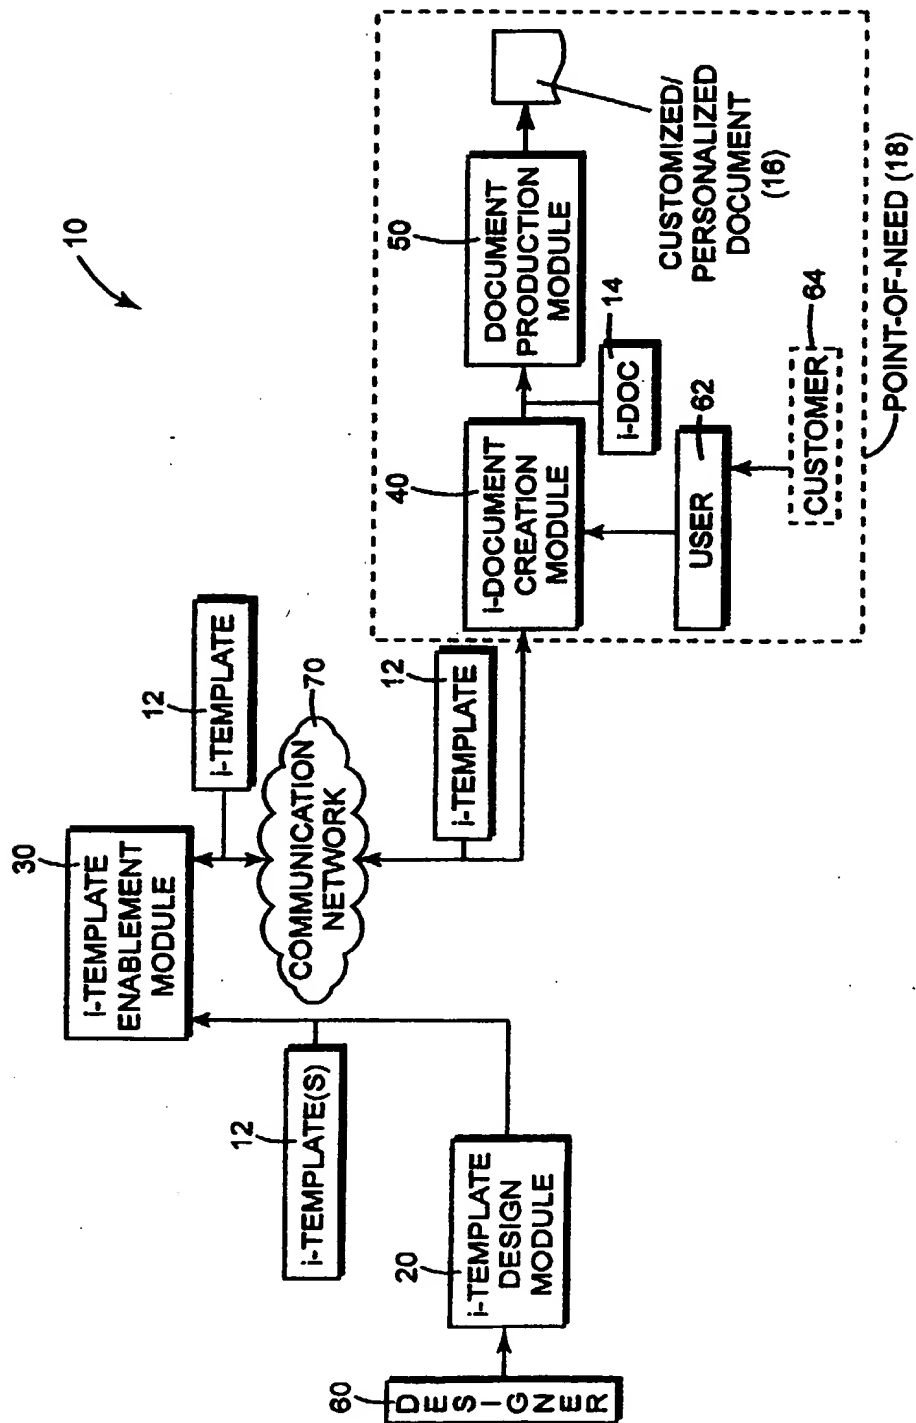 10
60
DESIGNER
20
i-TEMPLATE
DESIGN
MODULE
12
i-TEMPLATE(S)
30
i-TEMPLATE
ENABLEMENT
MODULE
12
i-TEMPLATE
70
COMMUNICATION
NETWORK
12
i-TEMPLATE
40
i-DOCUMENT
CREATION
MODULE
50
DOCUMENT
PRODUCTION
MODULE
14
i-DOC
62
USER
64
CUSTOMER
CUSTOMIZED/
PERSONALIZED
DOCUMENT
(16)
POINT-OF-NEED (18)